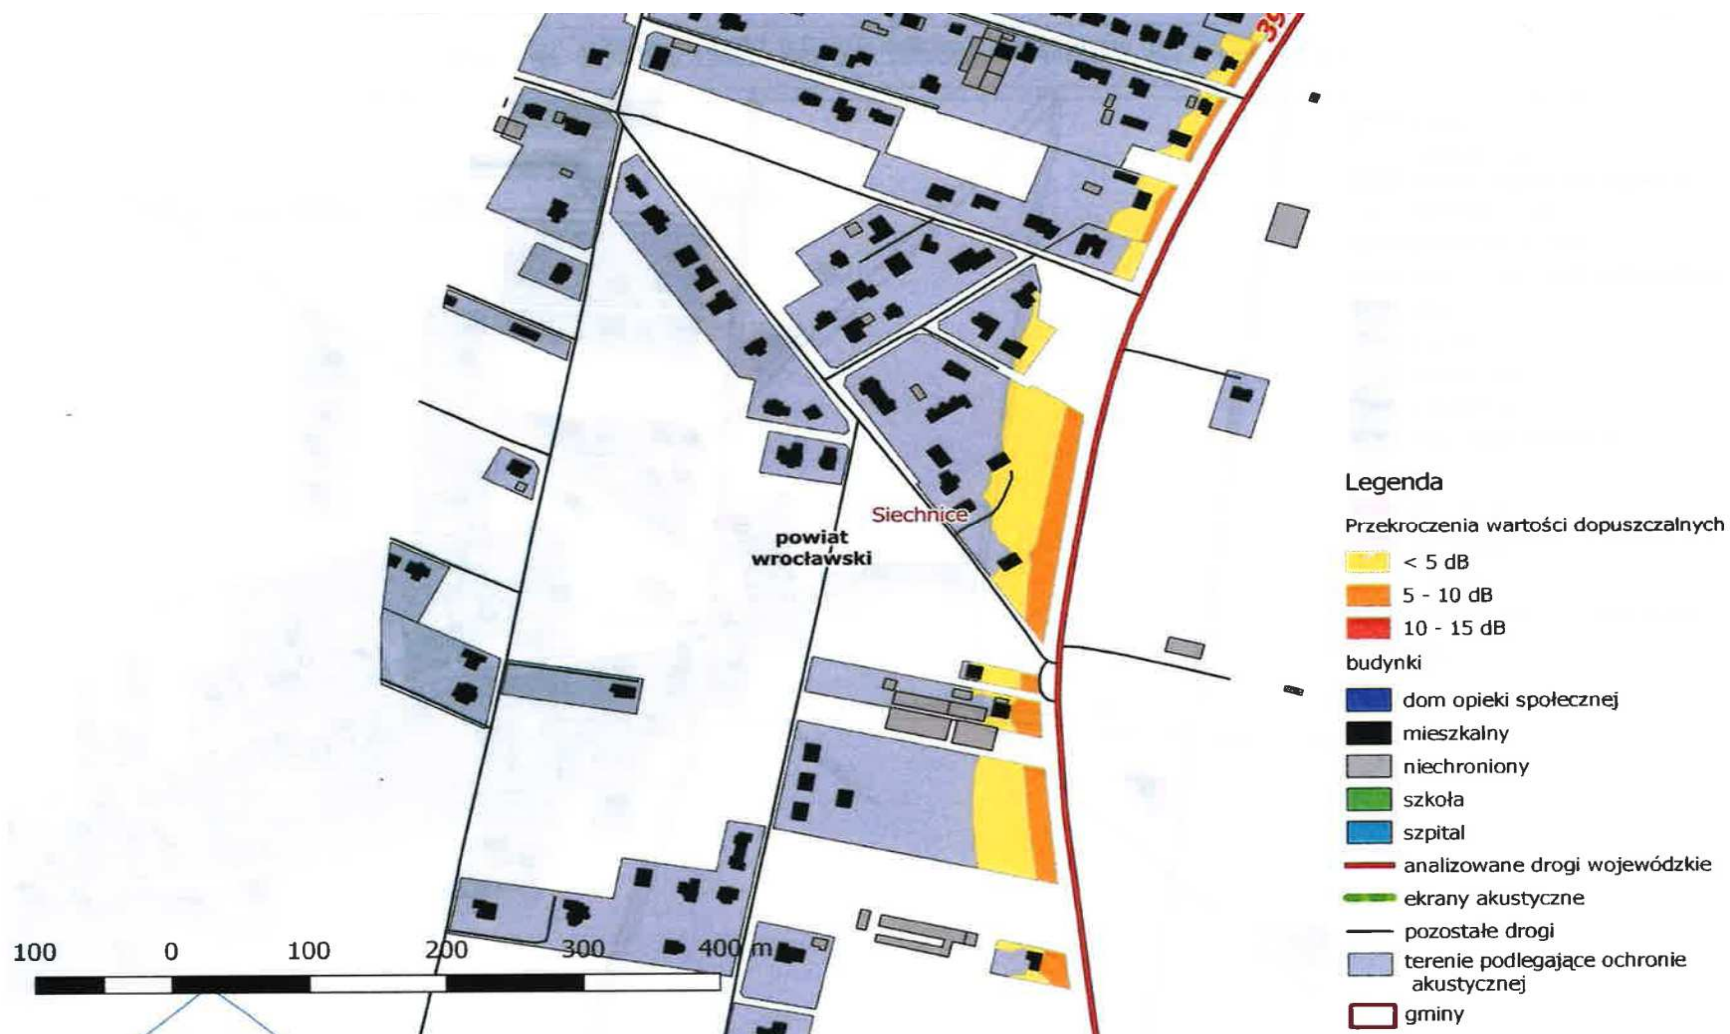 39
Siechnice
powiat
wrocławski
Legenda
Przekroczenia wartości dopuszczalnych
< 5 dB
5 - 10 dB
10 - 15 dB
budynki
dom opieki społecznej
mieszkalny
niechroniony
szkoła
szpital
analizowane drogi wojewódzkie
ekrany akustyczne
pozostałe drogi
terenie podlegające ochronie
akustycznej
gminy
100 0 100 200 300 400 m